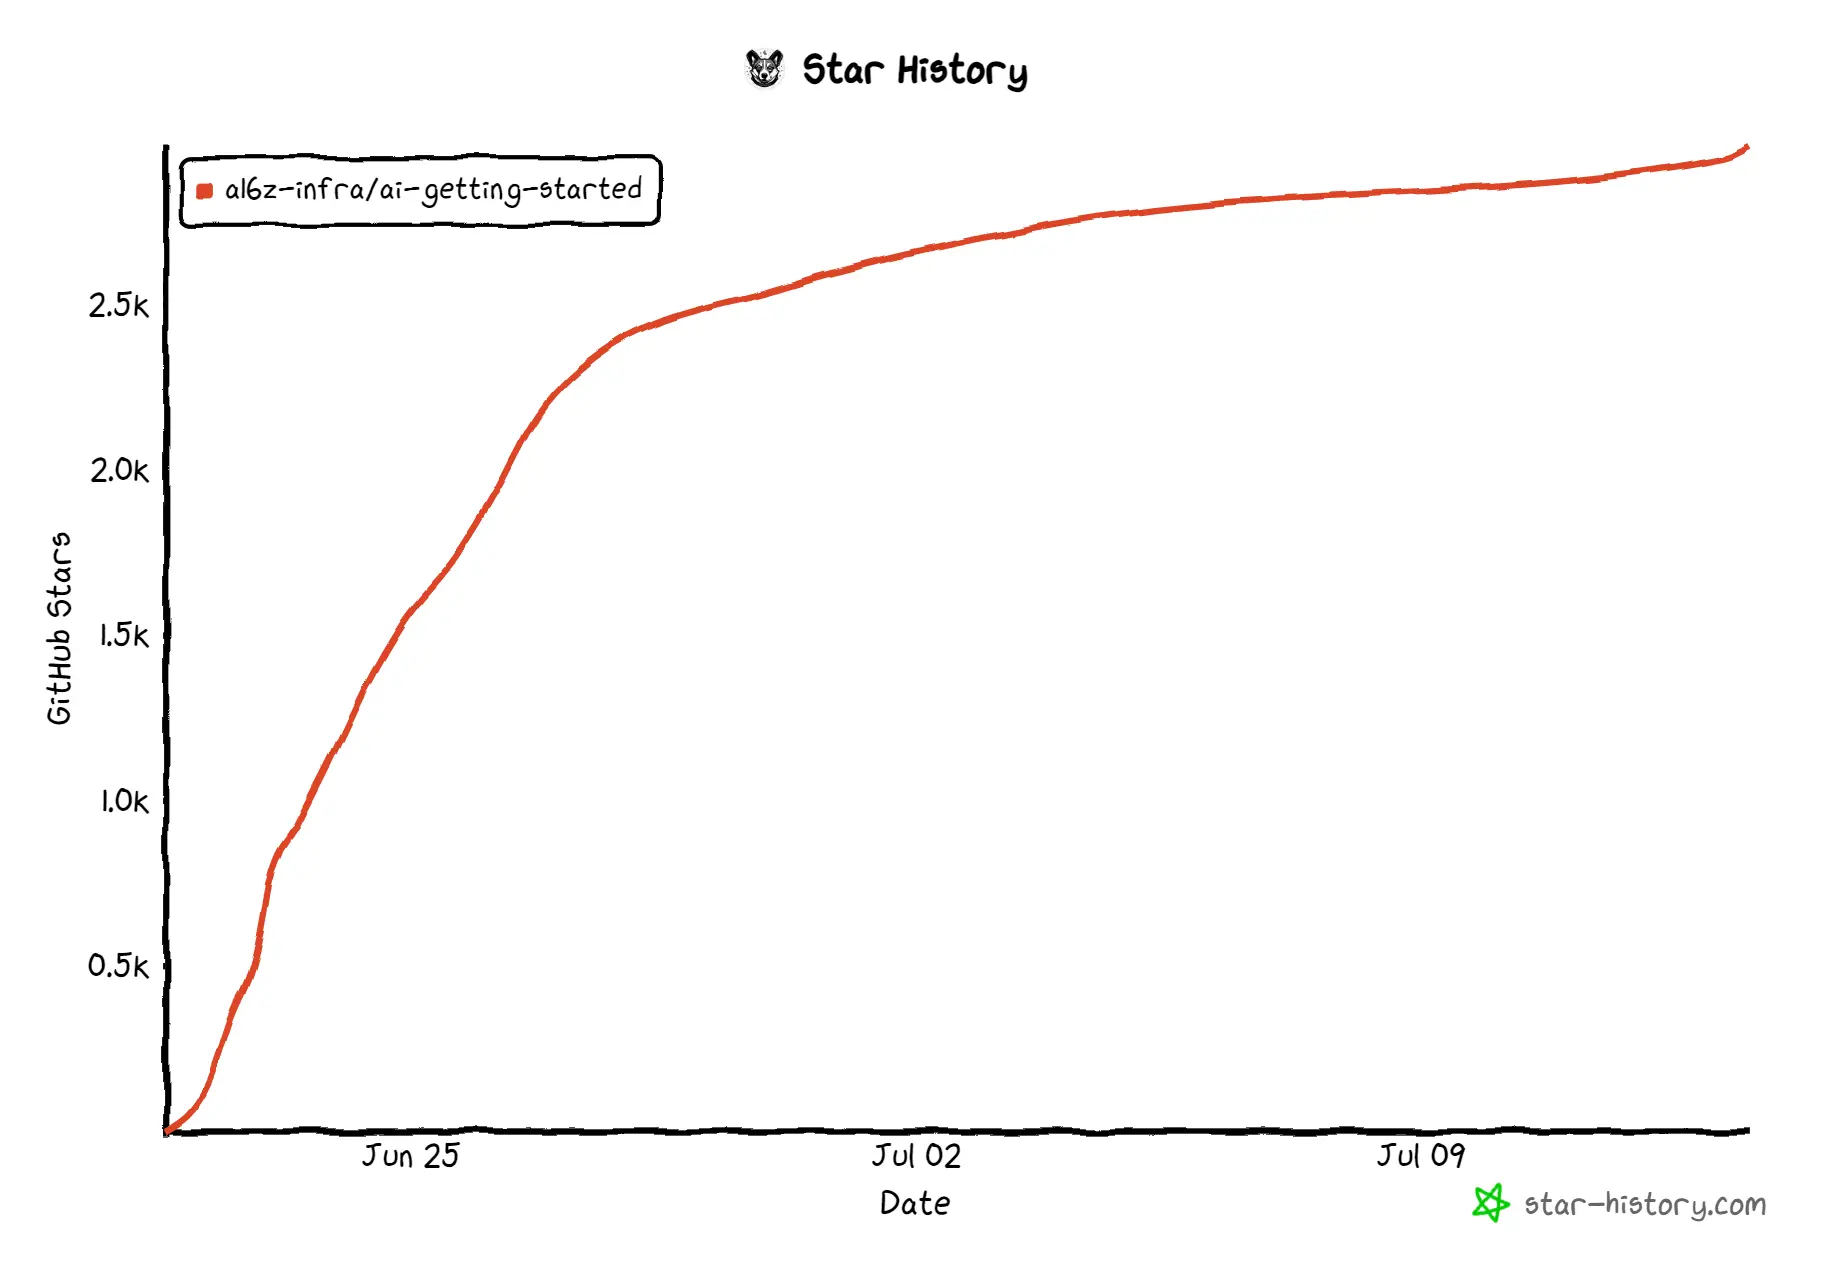 Star History
a16z-infra/ai-getting-started
2.5k
2.0k
1.5k
1.0k
0.5k
GitHub Stars
Jun 25
Jul 02
Jul 09
Date
star-history.com